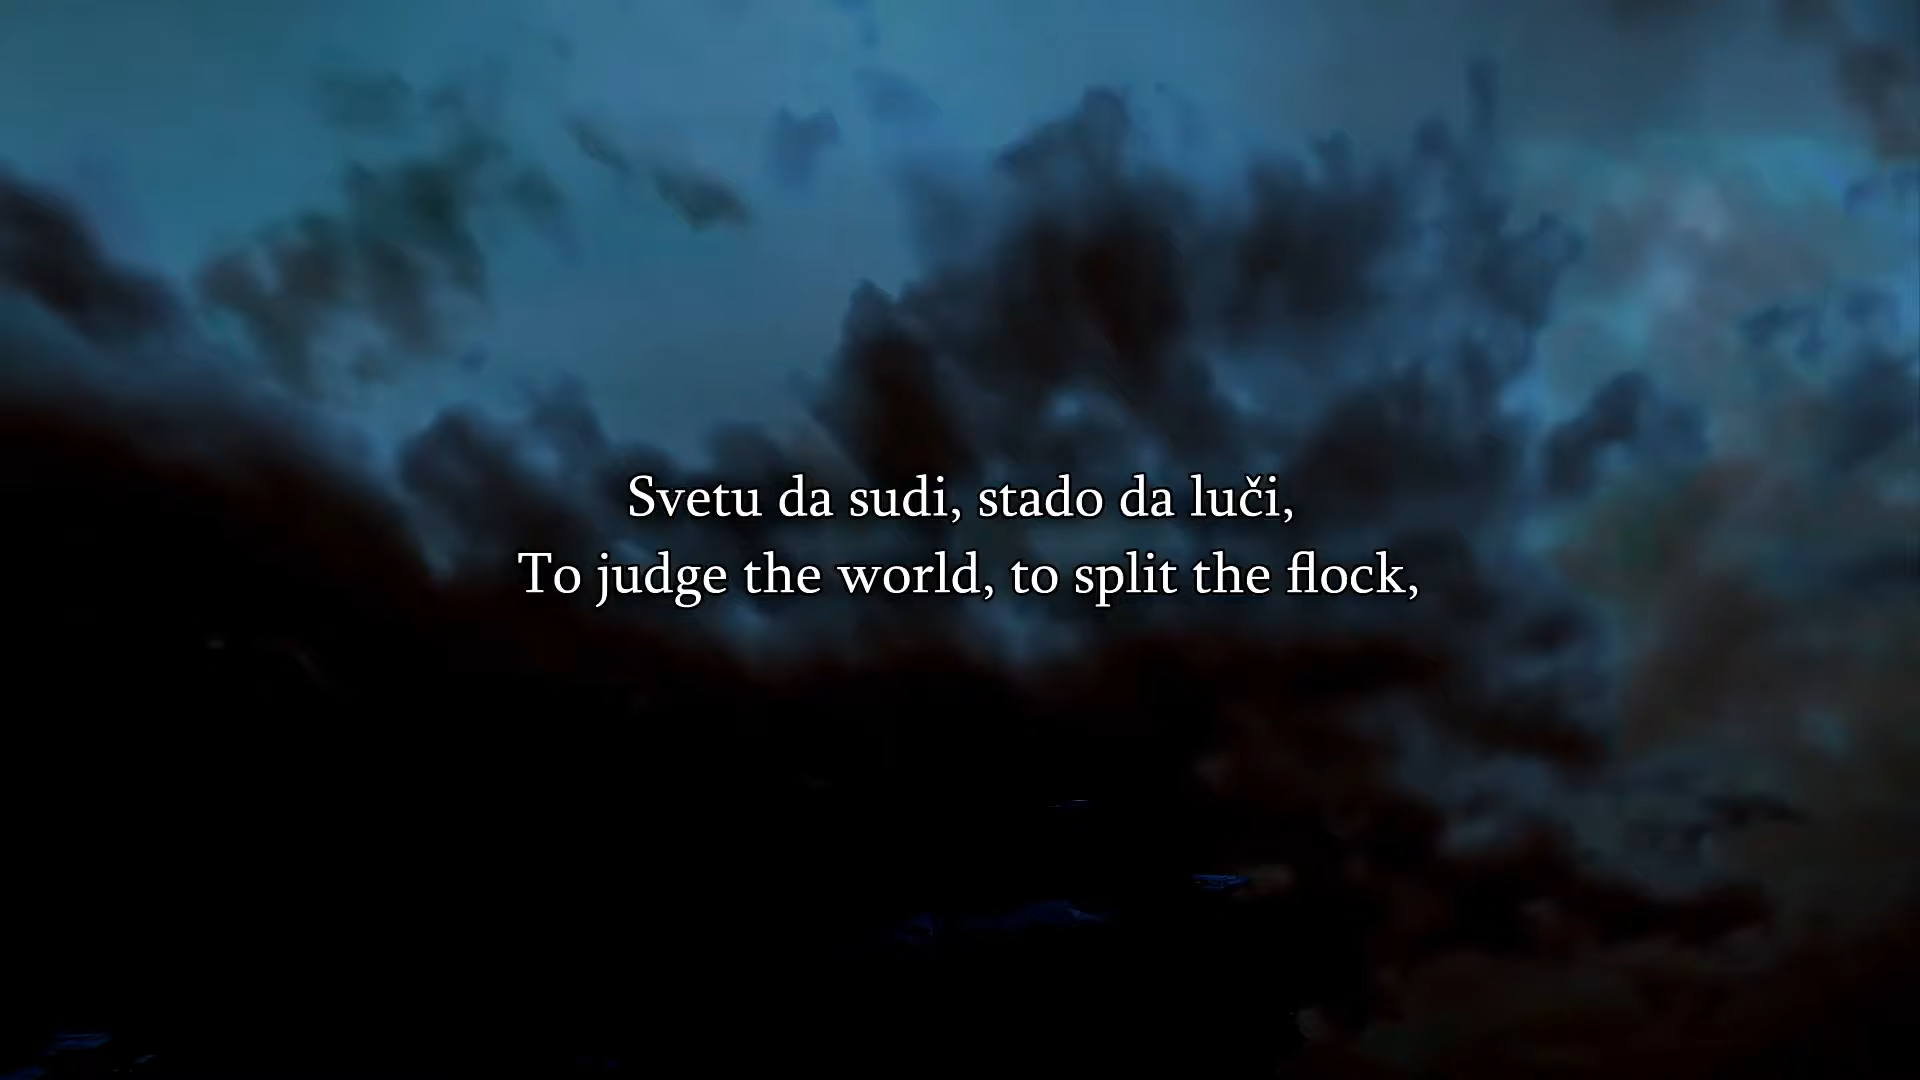 Svetu da sudi, stado da luči,
To judge the world, to split the flock,